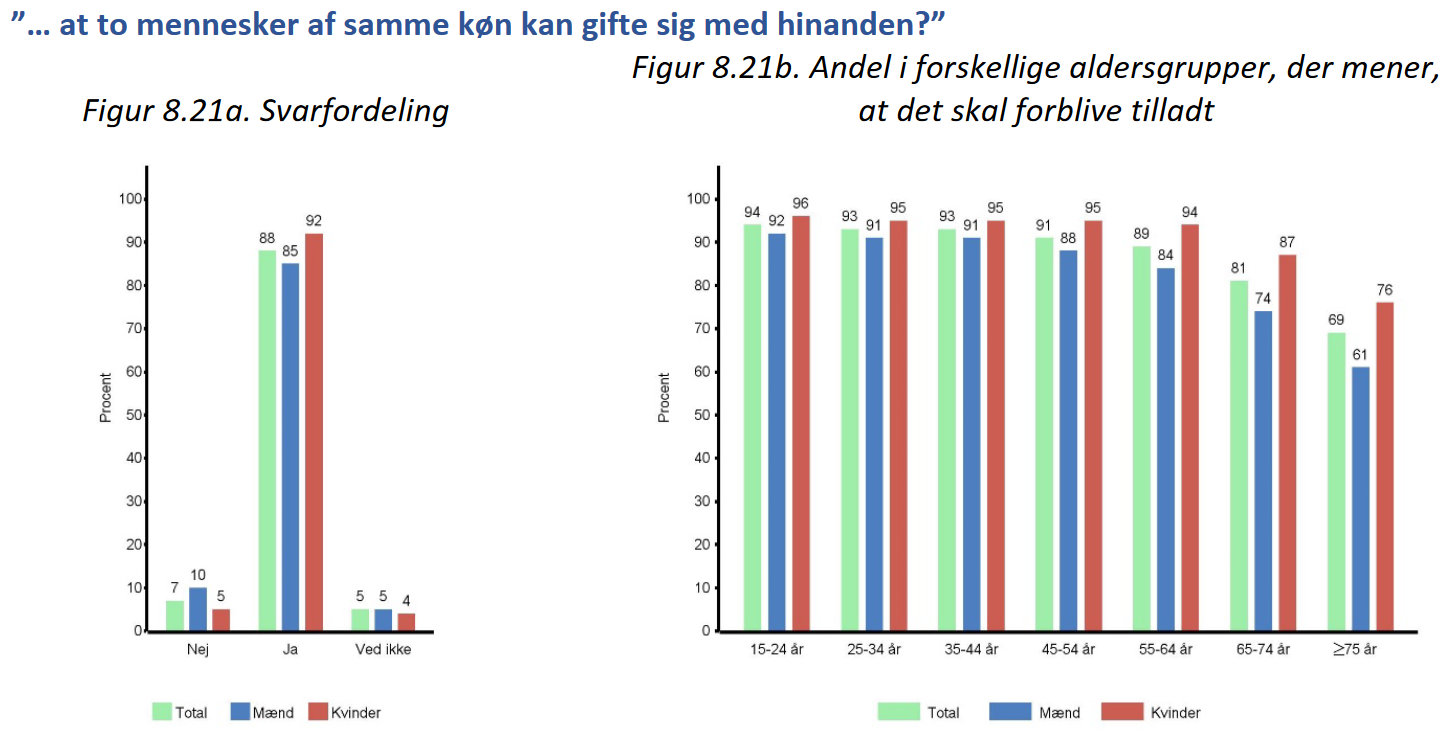 ”… at to mennesker af samme køn kan gifte sig med hinanden?”
Figur 8.21a. Svarfordeling
Procent
100
90
80
70
60
50
40
30
20
10
0
7 10 5
88 85 92
5 5 4
Nej Ja Ved ikke
Total Mænd Kvinder
Figur 8.21b. Andel i forskellige aldersgrupper, der mener,
at det skal forblive tilladt
Procent
100
90
80
70
60
50
40
30
20
10
0
94 92 96
93 91 95
93 91 95
91 88 95
89 84 94
81 74 87
69 61 76
15-24 år 25-34 år 35-44 år 45-54 år 55-64 år 65-74 år ≥75 år
Total Mænd Kvinder